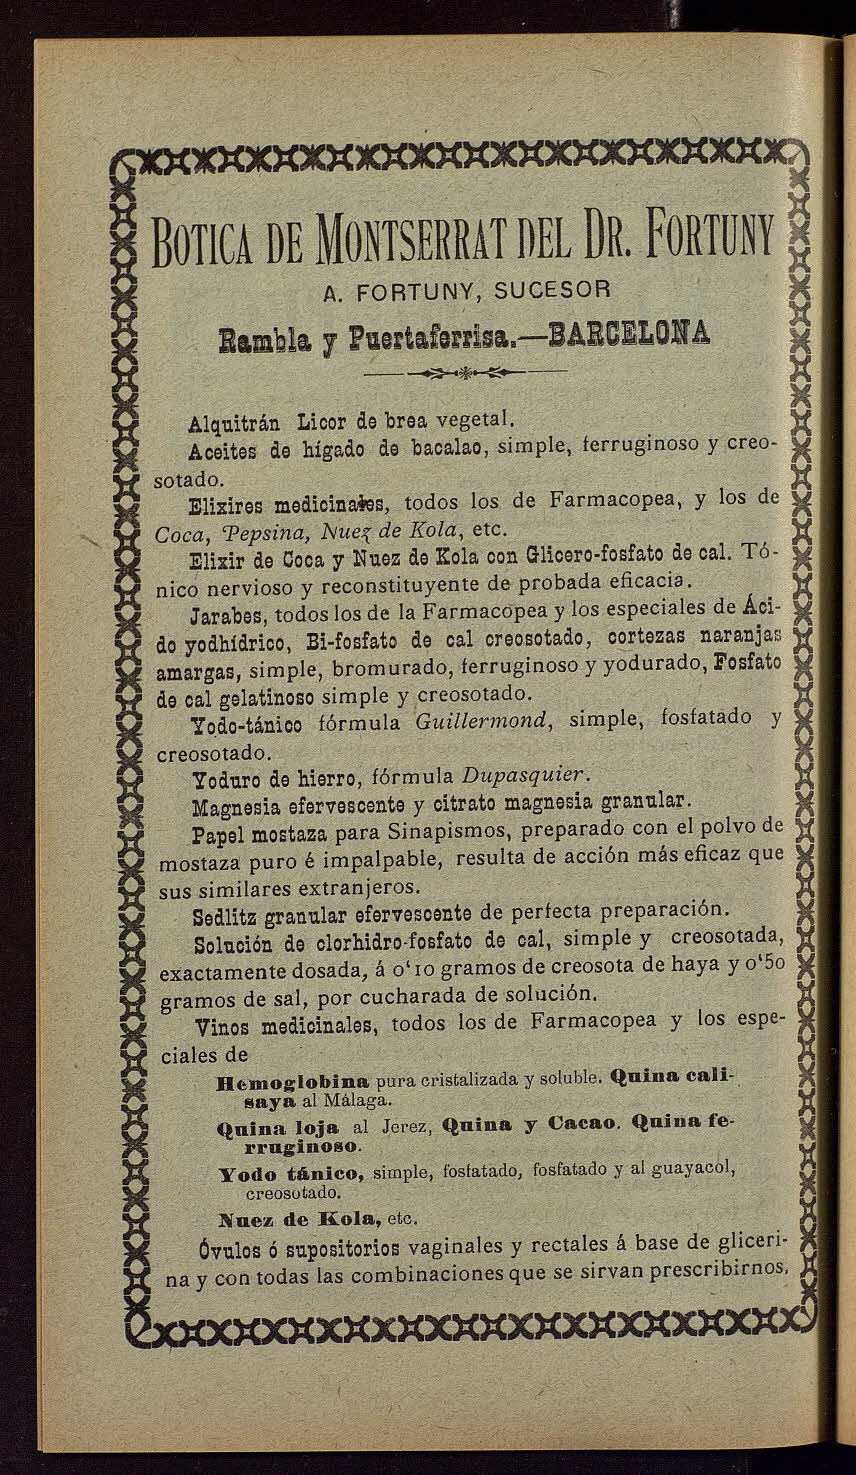 BOTICA DE MONTSERRAT DEL DR. FORTUNY
A. FORTUNY, SUCESOR
Rambla y Puertaferrisa.—BARCELONA
Alquitrán Licor de brea vegetal.
Aceites de hígado de bacalao, simple, ferruginoso y creo-
sotado.
Elixires medicinales, todos los de Farmacopea, y los de
Coca, Pepsina, Nuez de Kola, etc.
Elixir de Coca y Nuez de Kola con Glicero-fosfato de cal. Tó-
nico nervioso y reconstituyente de probada eficacia.
Jarabes, todos los de la Farmacopea y los especiales de Áci-
do yodhídrico, Bi-fosfato de cal creosotado, cortezas naranjas
amargas, simple, bromurado, ferruginoso y yodurado, Fosfato
de cal gelatinoso simple y creosotado.
Yodo-tánico fórmula Guillermond, simple, fosfatado y
creosotado.
Yoduro de hierro, fórmula Dupasquier.
Magnesia efervescente y citrato magnesia granular.
Papel mostaza para Sinapismos, preparado con el polvo de
mostaza puro é impalpable, resulta de acción más eficaz que
sus similares extranjeros.
Sedlitz granular efervescente de perfecta preparación.
Solución de clorhidro-fosfato de cal, simple y creosotada,
exactamente dosada, á 0‘10 gramos de creosota de haya y 0‘50
gramos de sal, por cucharada de solución.
Vinos medicinales, todos los de Farmacopea y los espe-
ciales de
Hemoglobina pura cristalizada y soluble. Quina cali-
saya al Málaga.
Quina loja al Jerez, Quina y Cacao. Quina fe-
rruginoso.
Yodo tánico, simple, fosfatado, fosfatado y al guayacol,
creosotado.
Nuez de Kola, etc.
Óvulos ó supositorios vaginales y rectales á base de gliceri-
na y con todas las combinaciones que se sirvan prescribirnos.